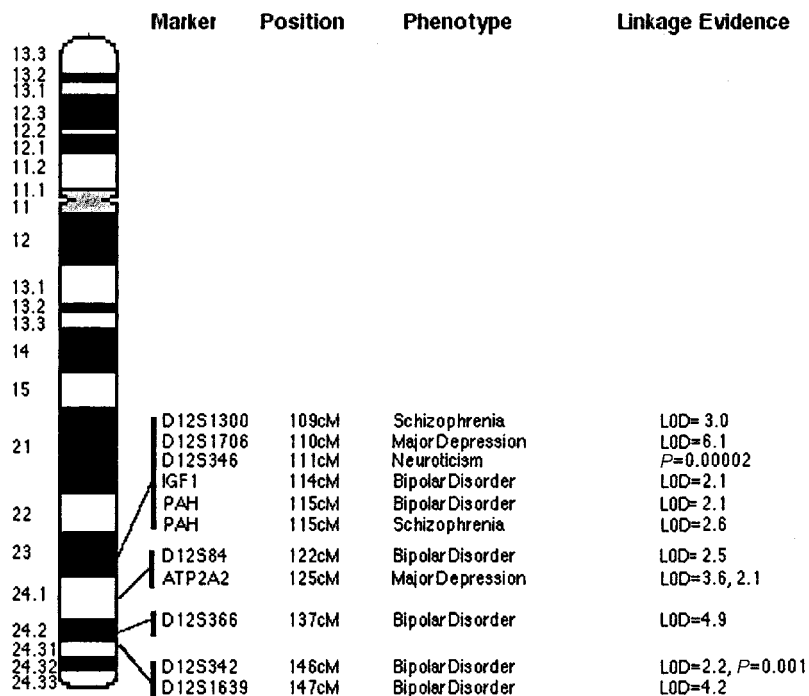 Marker Position Phenotype Linkage Evidence
13.3
13.2
13.1
12.3
12.2
12.1
11.2
11.1
11
12
13.1
13.2
13.3
14
15
21
22
23
24.1
24.2
24.31
24.32
24.33
D12S1300 109cM Schizophrenia LOD= 3.0
D12S1706 110cM Major Depression LOD=6.1
D12S346 111cM Neuroticism P=0.00002
IGF1 114cM Bipolar Disorder LOD=2.1
PAH 115cM Bipolar Disorder LOD=2.1
PAH 115cM Schizophrenia LOD=2.6
D12S84 122cM Bipolar Disorder LOD= 2.5
ATP2A2 125cM Major Depression LOD=3.6, 2.1
D12S366 137cM Bipolar Disorder LOD=4.9
D12S342 146cM Bipolar Disorder LOD=2.2, P=0.001
D12S1639 147cM Bipolar Disorder LOD=4.2